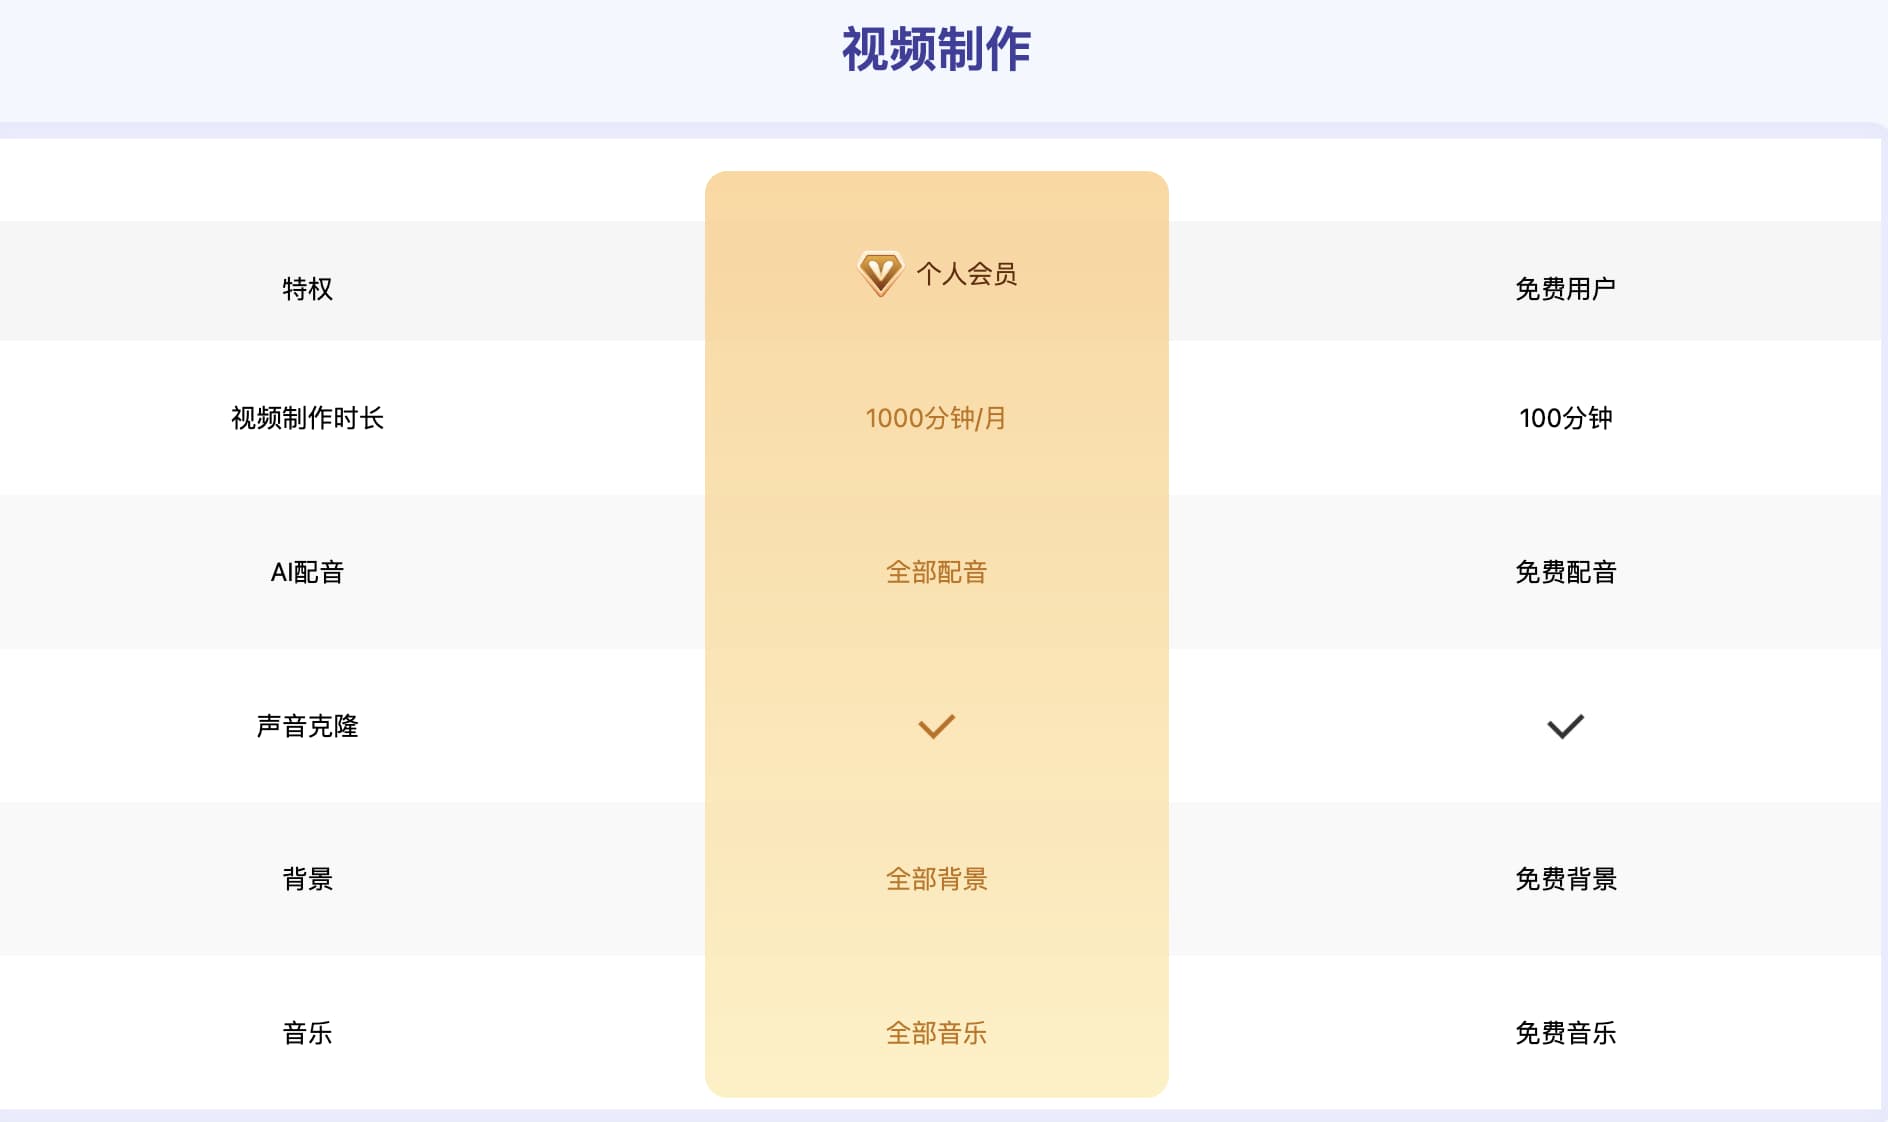 视频制作
特权 个人会员 免费用户
视频制作时长 1000分钟/月 100分钟
AI配音 全部配音 免费配音
声音克隆
背景 全部背景 免费背景
音乐 全部音乐 免费音乐